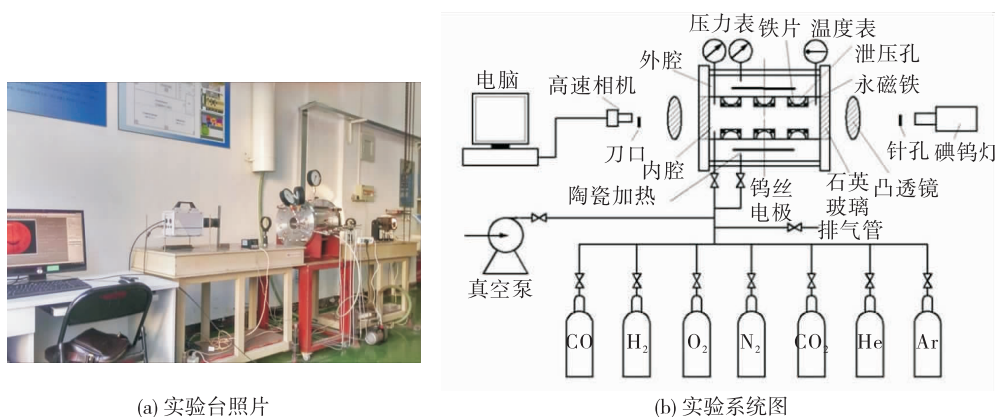 压力表
铁片
温度表
外腔
泄压孔
电脑
高速相机
永磁铁
刀口
内腔
针孔
碘钨灯
陶瓷加热
钨丝
电极
石英
玻璃
凸透镜
排气管
真空泵
CO
H₂
O₂
N₂
CO₂
He
Ar
(a) 实验台照片
(b) 实验系统图